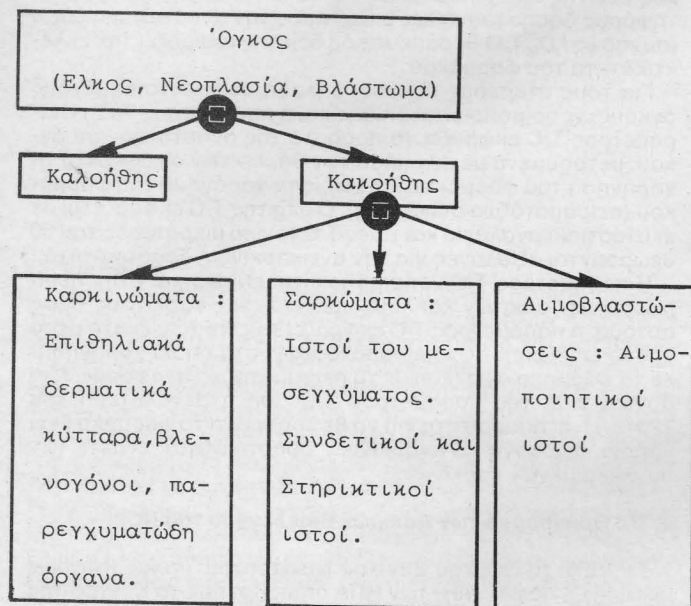 Όγκος
(Ελκος, Νεοπλασία, Βλάστωμα)
Καλοήθης
Κακοήθης
Καρκινώματα :
Επιθηλιακά
δερματικά
κύτταρα,βλε-
νογόνοι, πα-
ρεγχυματώδη
όργανα.
Σαρκώματα :
Ιστοί του με-
σεγχύματος.
Συνδετικοί και
Στηρικτικοί
ιστοί..
Αιμοβλαστώ-
σεις : Αιμο-
ποιητικοί
ιστοί